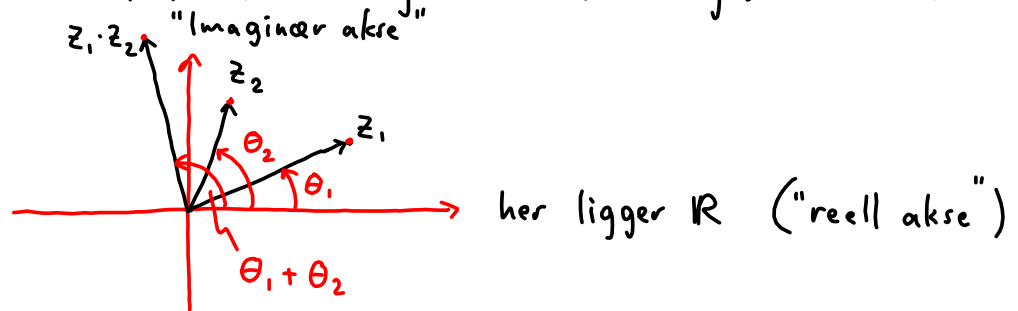 "Imaginær akse"
z₁·z₂
z₂
z₁
θ₂
θ₁
her ligger ℝ ("reell akse")
θ₁ + θ₂